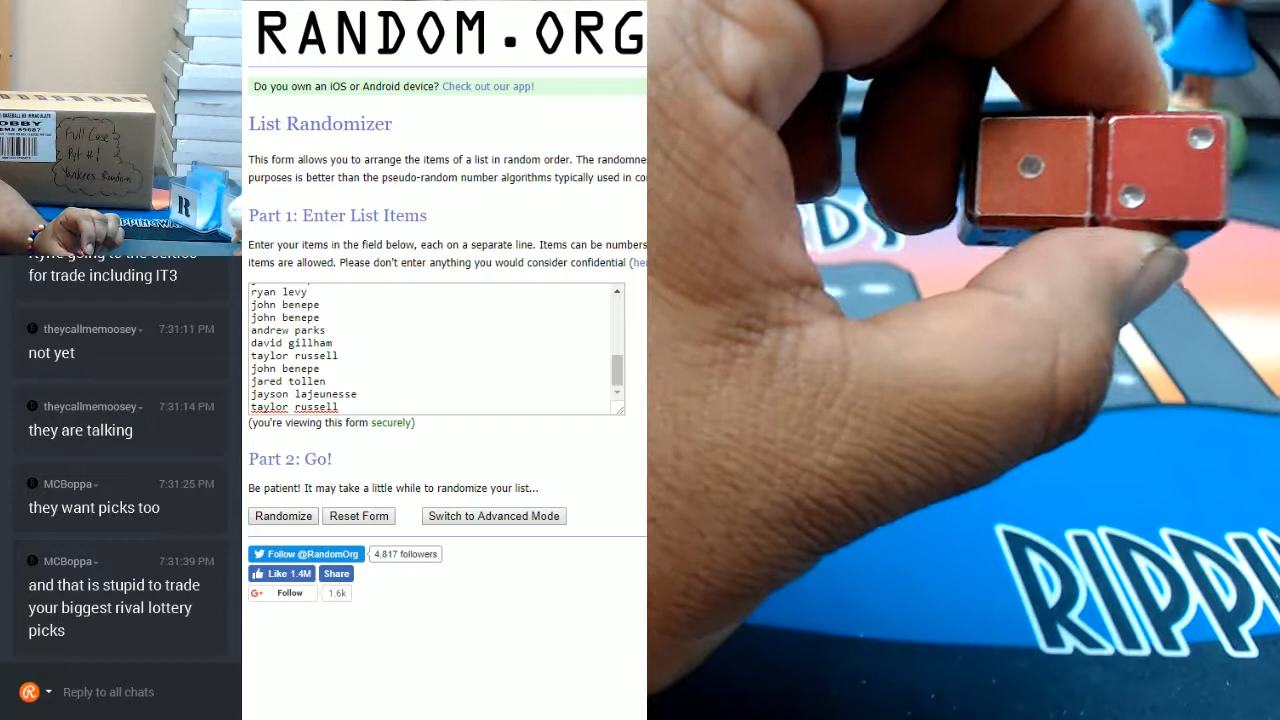 OBBY
Full Case
Pyt #1
Yankees Random
R
RIPPINGWA
for trade including IT3
theycallmemoosey 7:31:11 PM
not yet
theycallmemoosey 7:31:14 PM
they are talking
MCBoppa 7:31:25 PM
they want picks too
MCBoppa 7:31:39 PM
and that is stupid to trade
your biggest rival lottery
picks
Reply to all chats
RANDOM.ORG
Do you own an iOS or Android device? Check out our app!
List Randomizer
This form allows you to arrange the items of a list in random order. The randomne
purposes is better than the pseudo-random number algorithms typically used in co
Part 1: Enter List Items
Enter your items in the field below, each on a separate line. Items can be numbers
items are allowed. Please don't enter anything you would consider confidential (he
ryan levy
john benepe
john benepe
andrew parks
david gillham
taylor russell
john benepe
jared tollen
jayson lajeunesse
taylor russell
(you're viewing this form securely)
Part 2: Go!
Be patient! It may take a little while to randomize your list...
Randomize Reset Form Switch to Advanced Mode
Follow @RandomOrg 4,817 followers
Like 1.4M Share
G+ Follow 1.6k
DS
RIPPI